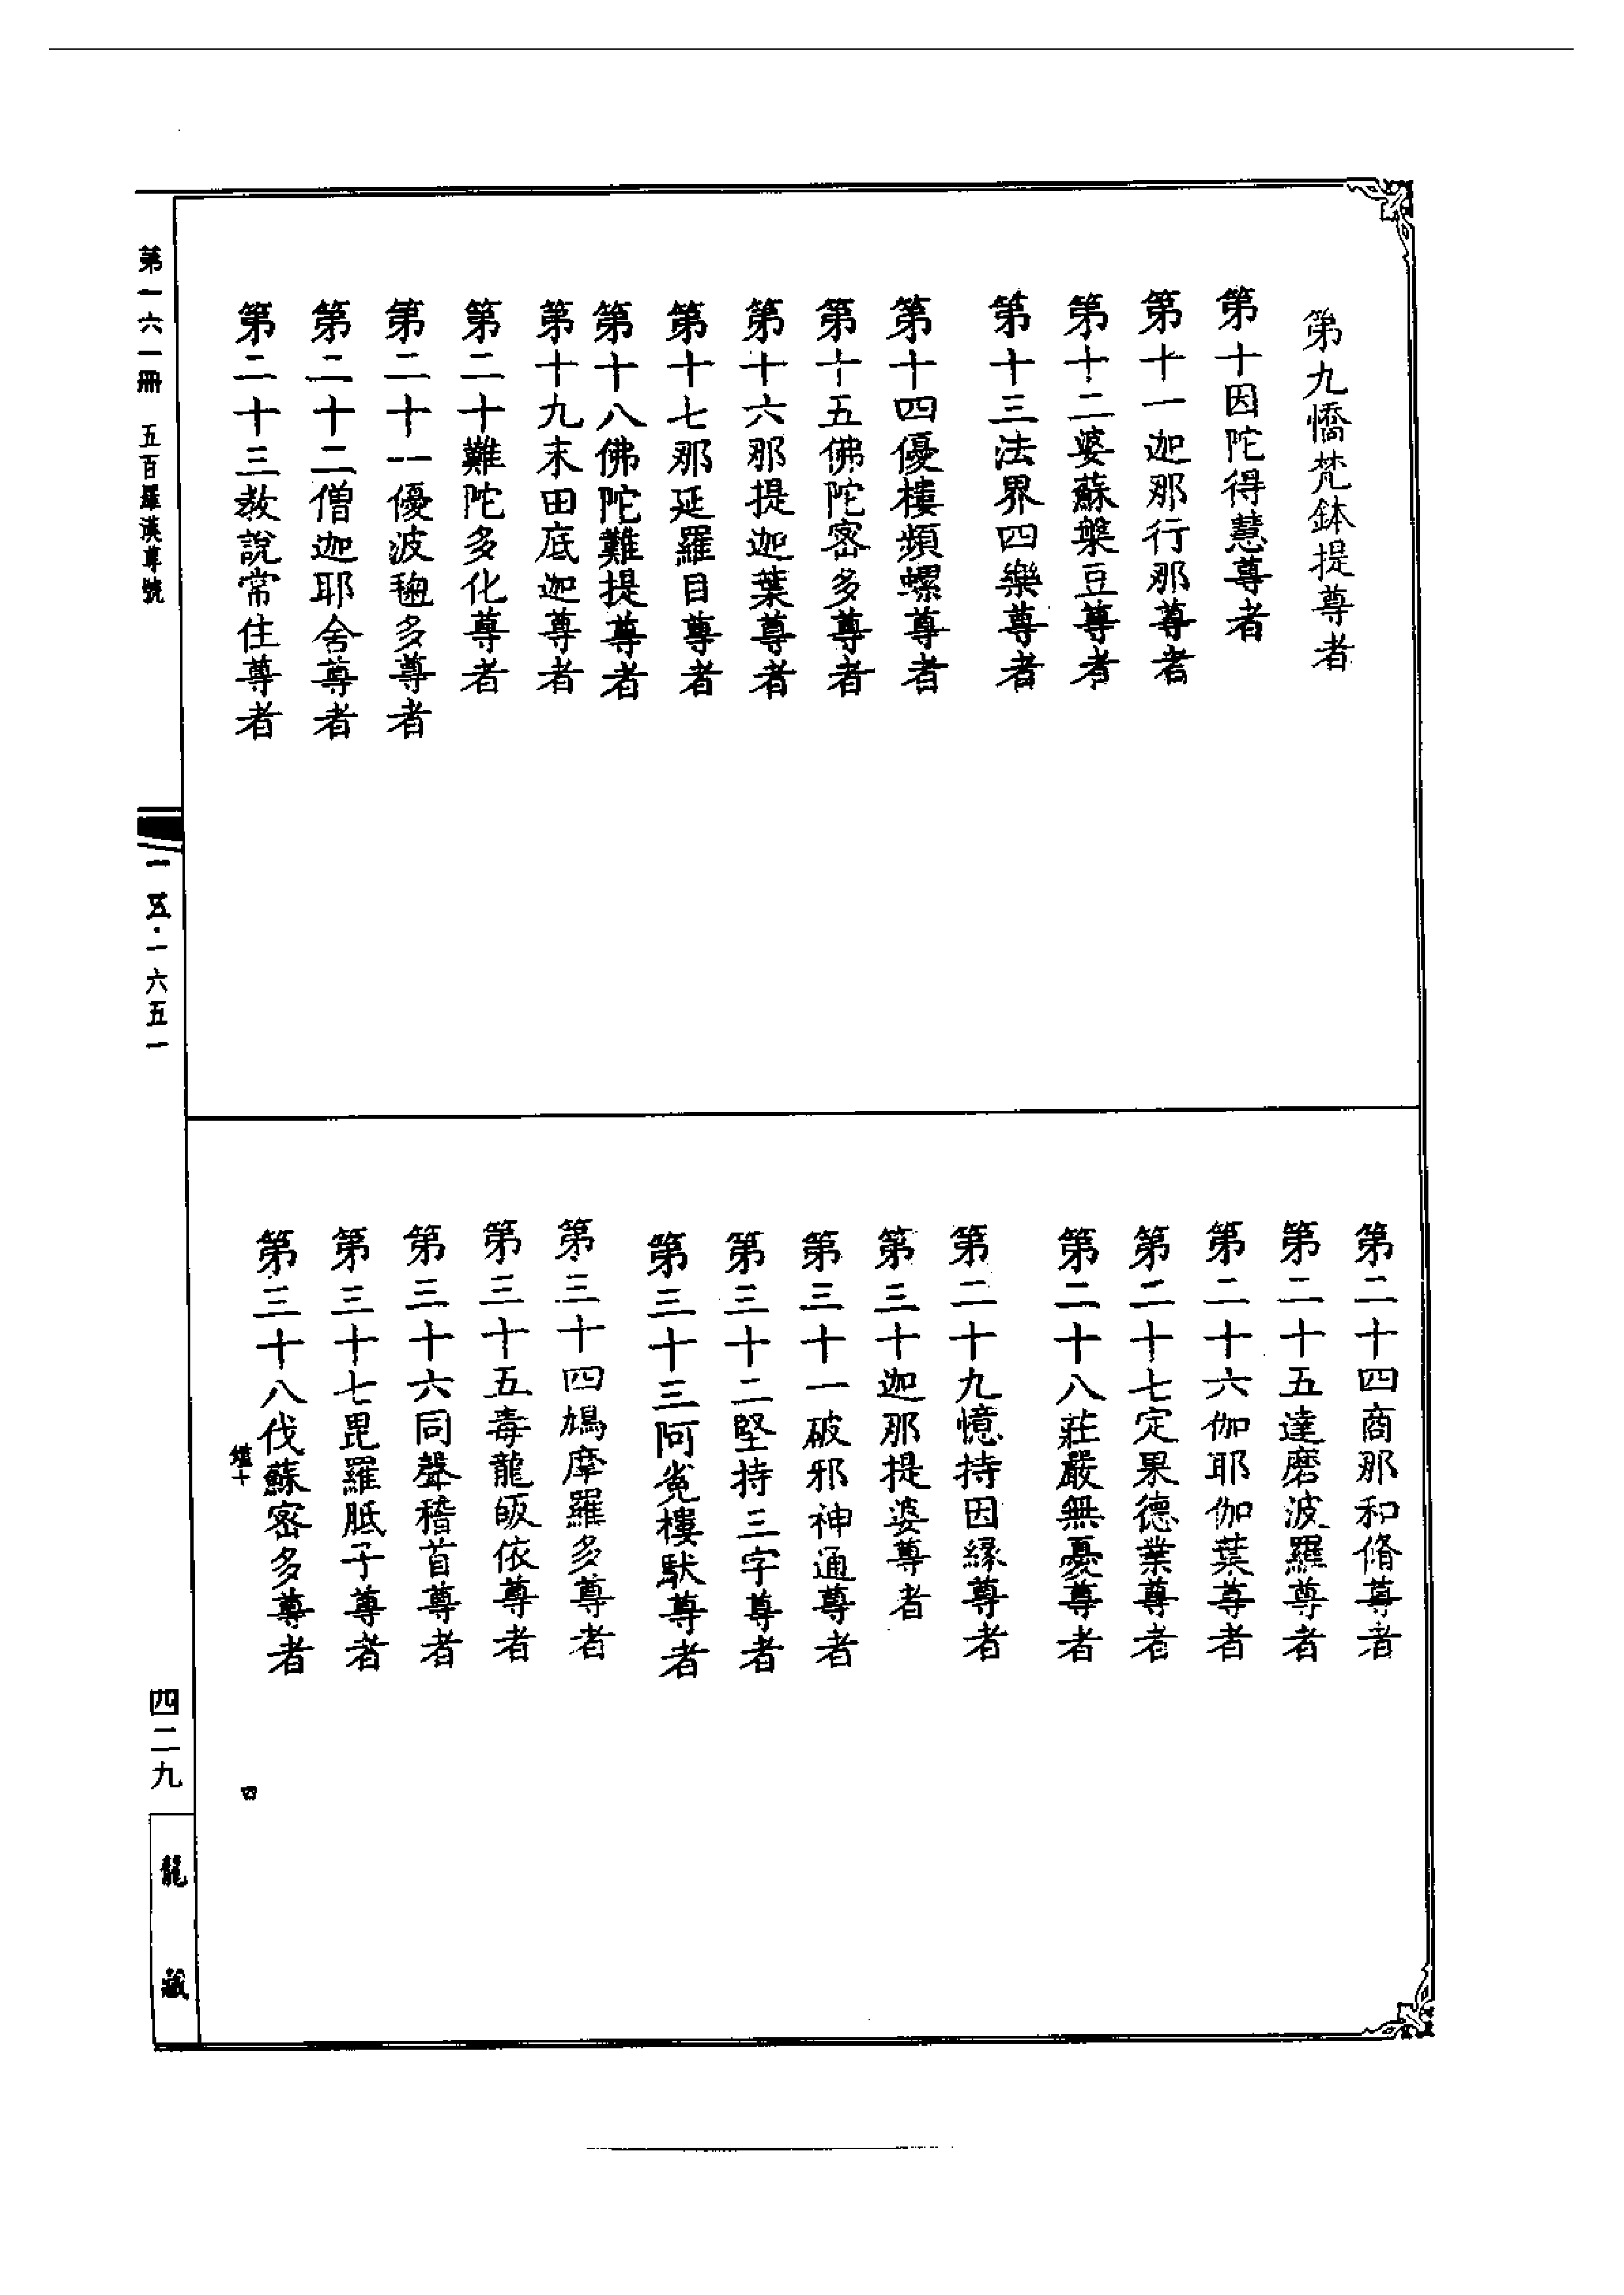 第九憍梵鉢提尊者
第十因陀得慧尊者
第十一迦那行那尊者
第十二婆蘇槃豆尊者
第十三法界四樂尊者
第十四優樓頻螺尊者
第十五佛陀密多尊者
第十六那提迦葉尊者
第十七那延羅目尊者
第十八佛陀難提尊者
第十九末田底迦尊者
第二十難陀多化尊者
第二十一優波毱多尊者
第二十二僧迦耶舍尊者
第二十三教說常住尊者
第二十四商那和脩尊者
第二十五達磨波羅尊者
第二十六伽耶伽葉尊者
第二十七定果德業尊者
第二十八莊嚴無憂尊者
第二十九憶持因緣尊者
第三十迦那提婆尊者
第三十一破邪神通尊者
第三十二堅持三字尊者
第三十三阿㝹樓馱尊者
第三十四鳩摩羅多尊者
第三十五毒龍皈依尊者
第三十六同聲稽首尊者
第三十七毘羅胝子尊者
第三十八伐蘇密多尊者
十 四
第一六一冊 五百羅漢尊號
一五·一六五一
四二九
龍藏